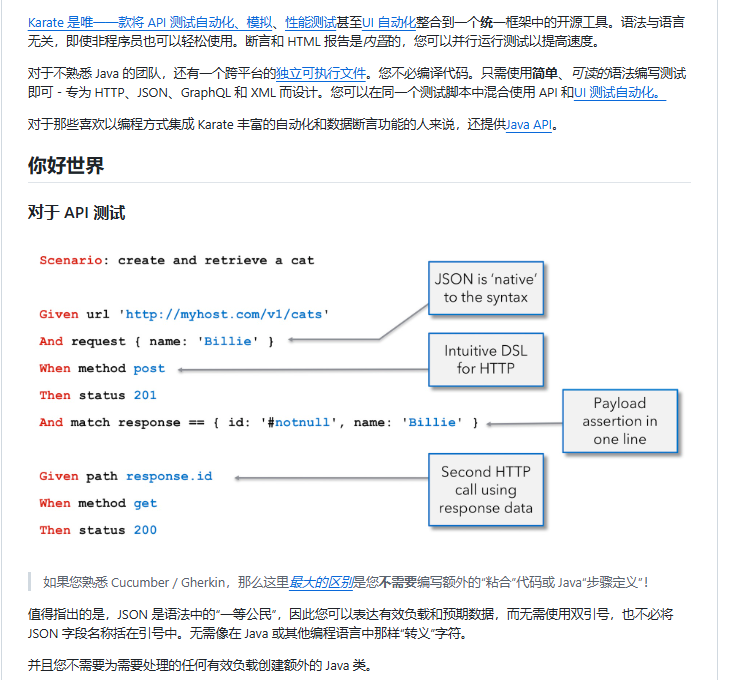 Karate 是唯一一款将 API 测试自动化、模拟、性能测试甚至UI 自动化整合到一个统一框架中的开源工具。语法与语言
无关，即使非程序员也可以轻松使用。断言和 HTML 报告是内置的，您可以并行运行测试以提高速度。
对于不熟悉 Java 的团队，还有一个跨平台的独立可执行文件。您不必编译代码。只需使用简单、可读的语法编写测试
即可 - 专为 HTTP、JSON、GraphQL 和 XML 而设计。您可以在同一个测试脚本中混合使用 API 和UI 测试自动化。
对于那些喜欢以编程方式集成 Karate 丰富的自动化和数据断言功能的人来说，还提供Java API。
你好世界
对于 API 测试
Scenario: create and retrieve a cat
JSON is ‘native’
to the syntax
Given url 'http://myhost.com/v1/cats'
And request { name: 'Billie' }
Intuitive DSL
for HTTP
When method post
Then status 201
Payload
assertion in
one line
And match response == { id: '#notnull', name: 'Billie' }
Second HTTP
call using
response data
Given path response.id
When method get
Then status 200
如果您熟悉 Cucumber / Gherkin，那么这里最大的区别是您不需要编写额外的“粘合”代码或 Java“步骤定义”！
值得指出的是，JSON 是语法中的“一等公民”，因此您可以表达有效负载和预期数据，而无需使用双引号，也不必将
JSON 字段名称括在引号中。无需像在 Java 或其他编程语言中那样“转义”字符。
并且您不需要为需要处理的任何有效负载创建额外的 Java 类。